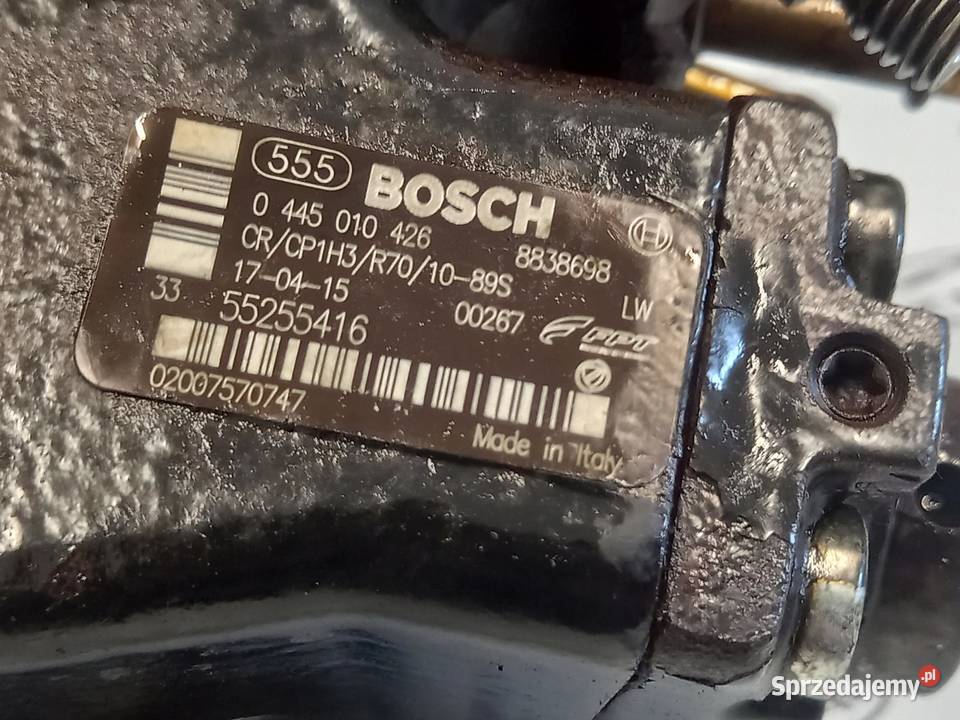 555 BOSCH
0 445 010 426 8838698
CR/CP1H3/R70/10-89S
17-04-15 00267 LW
33 55255416 FPT
02007570747
Made in Italy
Sprzedajemy.pl